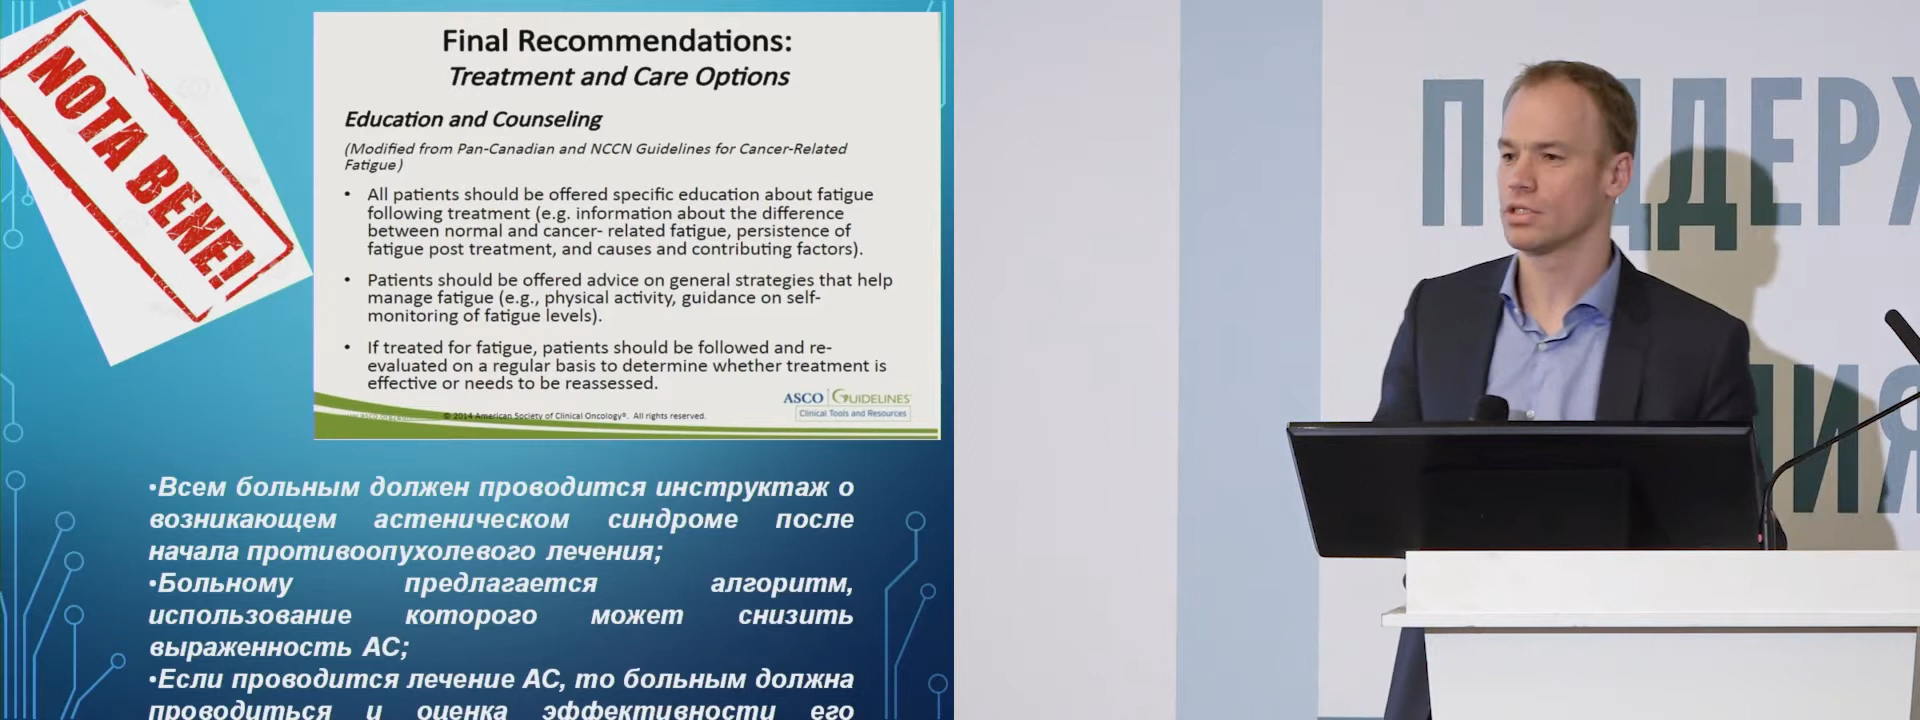 NOTA BENE!
Final Recommendations:
Treatment and Care Options
Education and Counseling
(Modified from Pan-Canadian and NCCN Guidelines for Cancer-Related
Fatigue)
• All patients should be offered specific education about fatigue
following treatment (e.g. information about the difference
between normal and cancer- related fatigue, persistence of
fatigue post treatment, and causes and contributing factors).
• Patients should be offered advice on general strategies that help
manage fatigue (e.g., physical activity, guidance on self-
monitoring of fatigue levels).
• If treated for fatigue, patients should be followed and re-
evaluated on a regular basis to determine whether treatment is
effective or needs to be reassessed.
ASCO GUIDELINES
Clinical Tools and Resources
© 2014 American Society of Clinical Oncology®. All rights reserved.
•Всем больным должен проводится инструктаж о
возникающем астеническом синдроме после
начала противоопухолевого лечения;
•Больному предлагается алгоритм,
использование которого может снизить
выраженность АС;
•Если проводится лечение АС, то больным должна
проводиться и оценка эффективности его